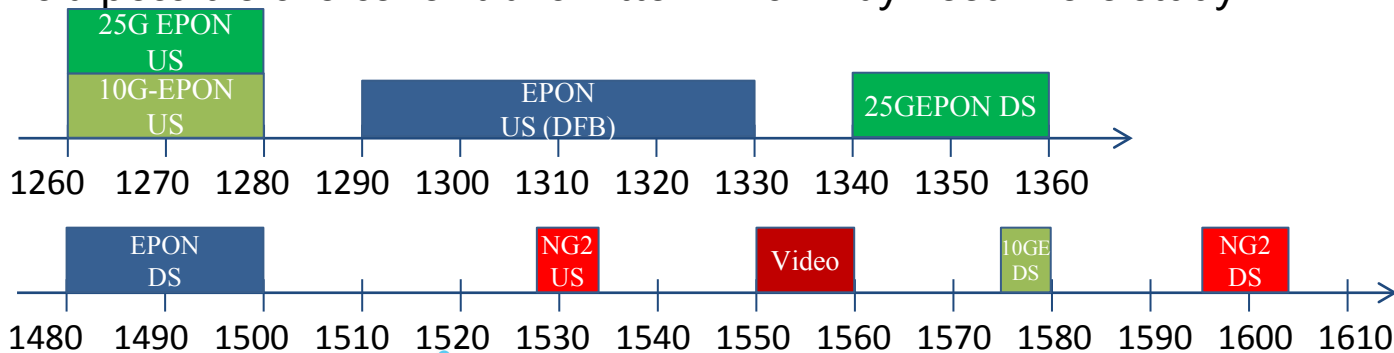 25G EPON
US
10G-EPON
US
EPON
US (DFB)
25GEPON DS
1260 1270 1280 1290 1300 1310 1320 1330 1340 1350 1360
EPON
DS
NG2
US
Video
10GE
DS
NG2
DS
1480 1490 1500 1510 1520 1530 1540 1550 1560 1570 1580 1590 1600 1610